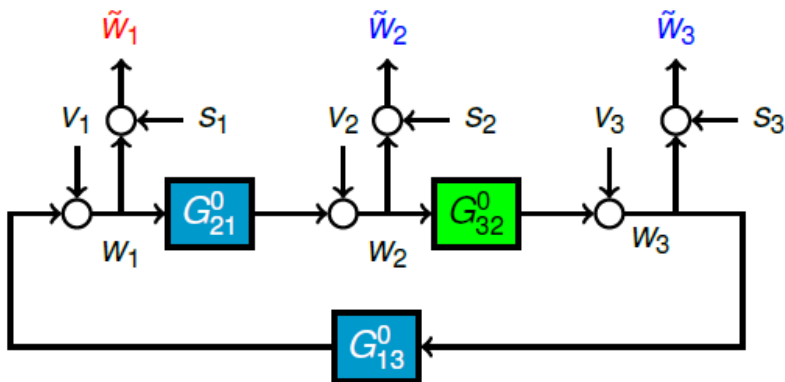 w̃₁ w̃₂ w̃₃
v₁ s₁ v₂ s₂ v₃ s₃
G⁰₂₁ G⁰₃₂
w₁ w₂ w₃
G⁰₁₃